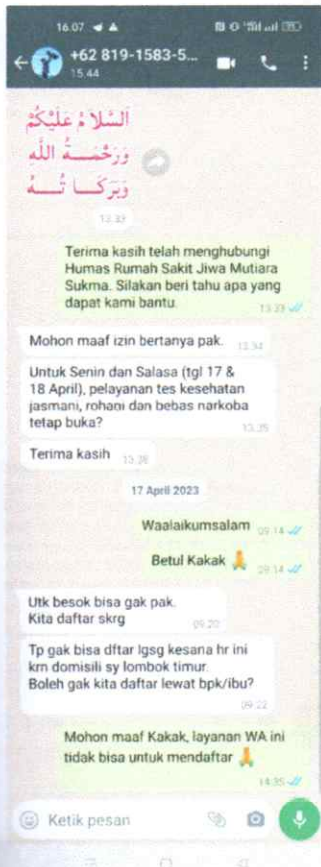 16.07
+62 819-1583-5...
15.44
اَلسَّلاَ مُ عَلَيْكُمْ
وَرَحْمَــةُ اللهِ
وَبَرَكَــا تُــــهُ
13.33
Terima kasih telah menghubungi
Humas Rumah Sakit Jiwa Mutiara
Sukma. Silakan beri tahu apa yang
dapat kami bantu.
13.33
Mohon maaf izin bertanya pak.
13.34
Untuk Senin dan Salasa (tgl 17 &
18 April), pelayanan tes kesehatan
jasmani, rohani dan bebas narkoba
tetap buka?
13.35
Terima kasih
13.38
17 April 2023
Waalaikumsalam 09.14
Betul Kakak 🙏 09.14
Utk besok bisa gak pak.
Kita daftar skrg
09.20
Tp gak bisa dftar lgsg kesana hr ini
krn domisili sy lombok timur.
Boleh gak kita daftar lewat bpk/ibu?
09.22
Mohon maaf Kakak, layanan WA ini
tidak bisa untuk mendaftar 🙏
14.35
Ketik pesan